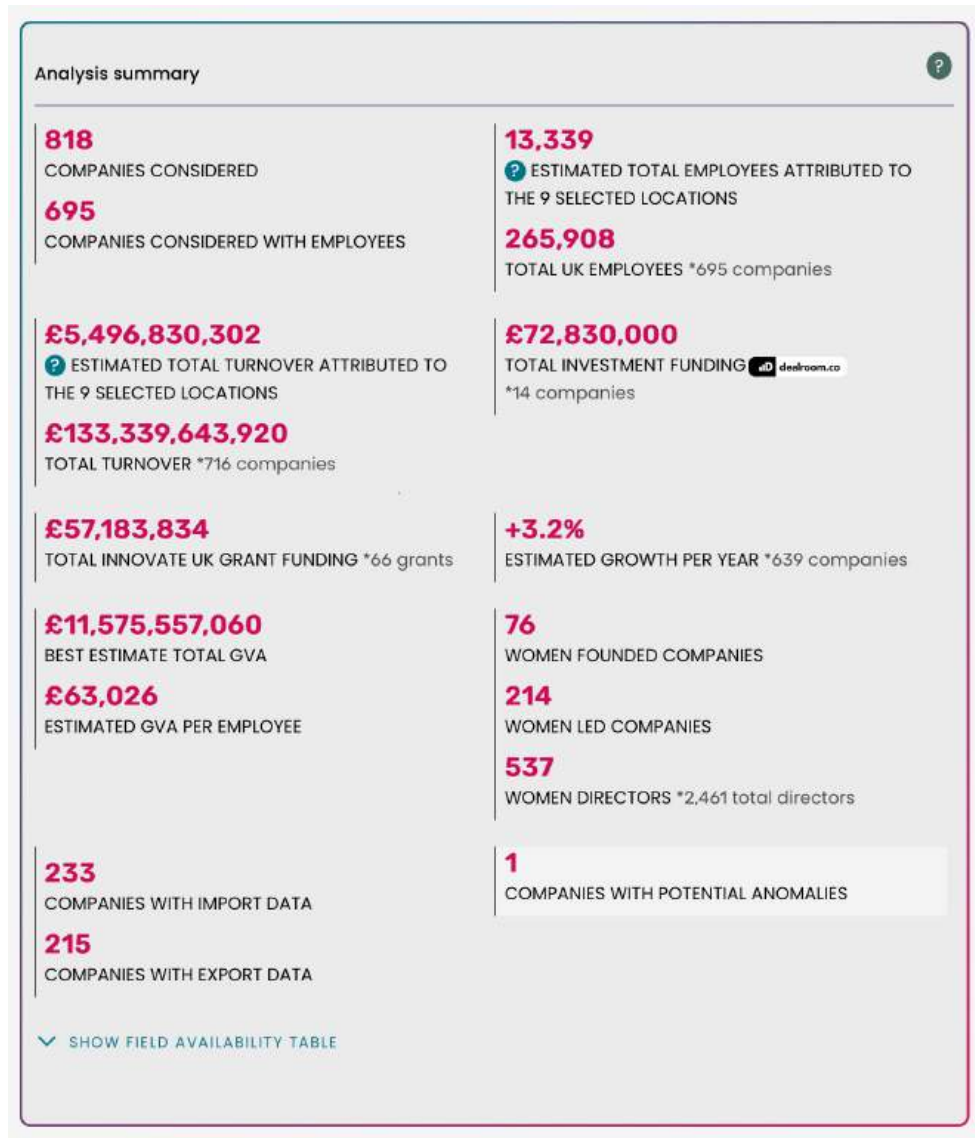 Analysis summary
?
818
COMPANIES CONSIDERED
695
COMPANIES CONSIDERED WITH EMPLOYEES
13,339
? ESTIMATED TOTAL EMPLOYEES ATTRIBUTED TO
THE 9 SELECTED LOCATIONS
265,908
TOTAL UK EMPLOYEES *695 companies
£5,496,830,302
? ESTIMATED TOTAL TURNOVER ATTRIBUTED TO
THE 9 SELECTED LOCATIONS
£133,339,643,920
TOTAL TURNOVER *716 companies
£72,830,000
TOTAL INVESTMENT FUNDING dealroom.co
*14 companies
£57,183,834
TOTAL INNOVATE UK GRANT FUNDING *66 grants
+3.2%
ESTIMATED GROWTH PER YEAR *639 companies
£11,575,557,060
BEST ESTIMATE TOTAL GVA
£63,026
ESTIMATED GVA PER EMPLOYEE
76
WOMEN FOUNDED COMPANIES
214
WOMEN LED COMPANIES
537
WOMEN DIRECTORS *2,461 total directors
233
COMPANIES WITH IMPORT DATA
215
COMPANIES WITH EXPORT DATA
1
COMPANIES WITH POTENTIAL ANOMALIES
SHOW FIELD AVAILABILITY TABLE